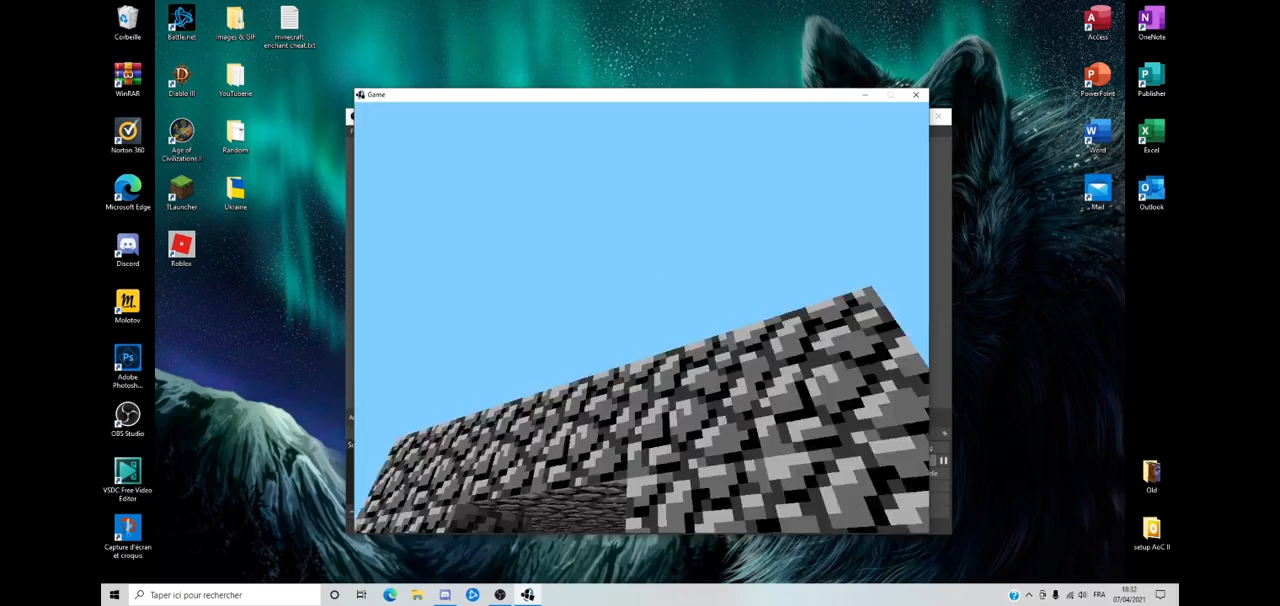 Corbeille
Battle.net
Images & GIF
minecraft
enchant cheat.txt
Access
OneNote
WinRAR
Diablo III
YouTuberie
PowerPoint
Publisher
Game
Norton 360
Age of
Civilizations II
Random
Word
Excel
Microsoft Edge
TLauncher
Ukraine
Mail
Outlook
Discord
Roblox
Molotov
Adobe
Photosh...
OBS Studio
VSDC Free Video
Editor
Old
Capture d'écran
et croquis
setup AoC II
Taper ici pour rechercher
FRA
18:32
07/04/2021